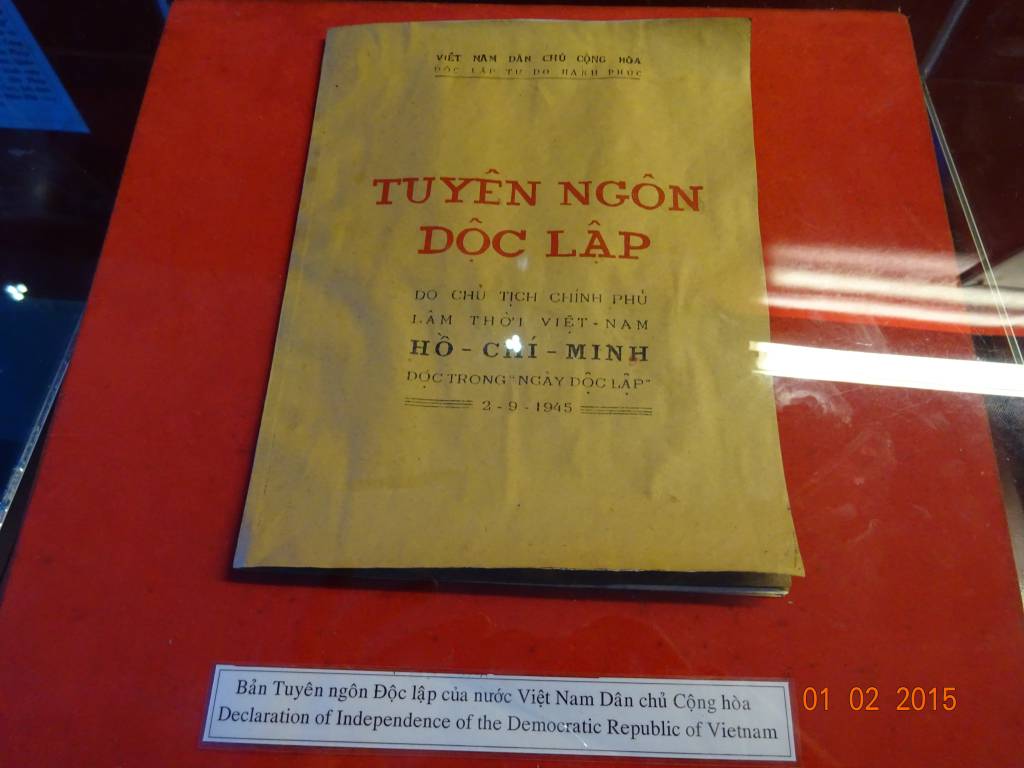 VIỆT NAM DÂN CHỦ CỘNG HÒA
ĐỘC LẬP TỰ DO HẠNH PHÚC
TUYÊN NGÔN
DỘC LẬP
DO CHỦ TỊCH CHÍNH PHỦ
LÂM THỜI VIỆT-NAM
HỒ-CHÍ-MINH
DỌC TRONG "NGÀY DỘC LẬP"
2-9-1945
Bản Tuyên ngôn Độc lập của nước Việt Nam Dân chủ Cộng hòa
Declaration of Independence of the Democratic Republic of Vietnam
01 02 2015